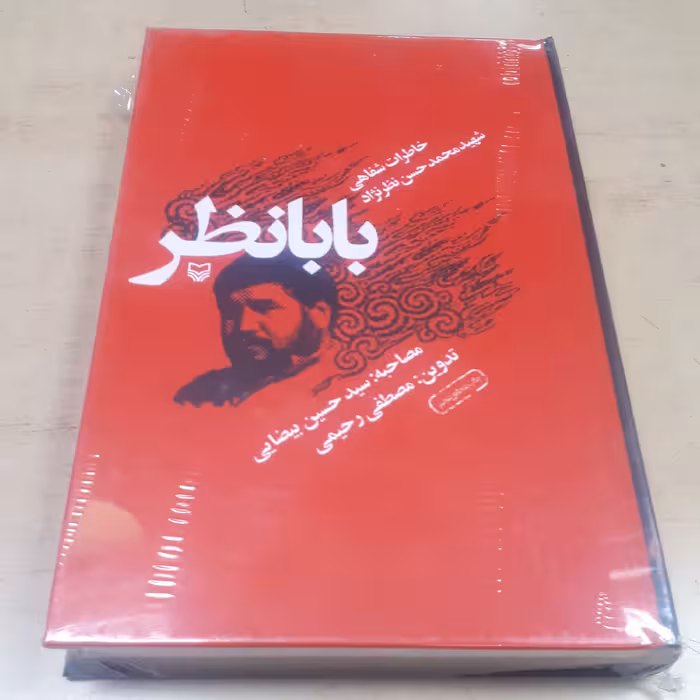 خاطرات شفاهی
شهید محمد حسن نظرنژاد
بابانظر
مصاحبه: سید حسین بیضایی
تدوین: مصطفی رحیمی